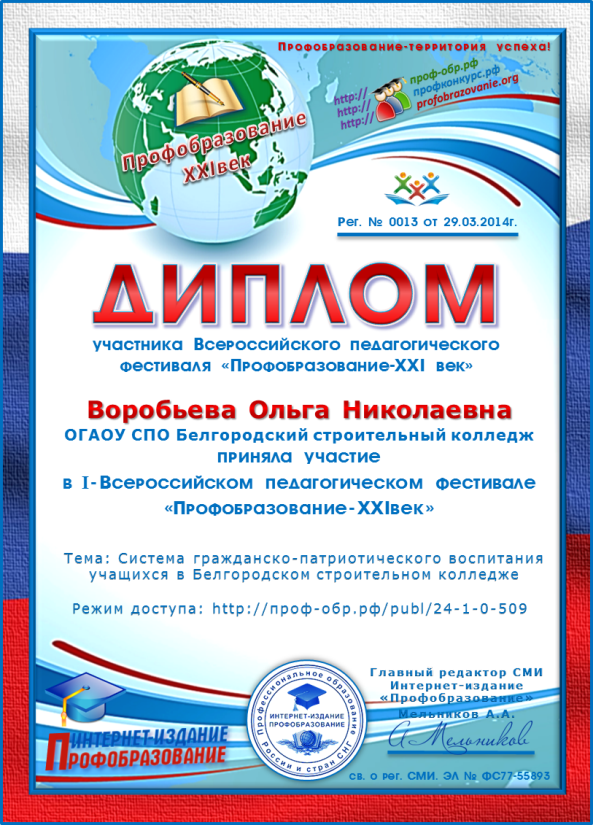 Профобразование-территория успеха!
http://
http://
http://
проф-обр.рф
профконкурс.рф
profobrazovanie.org
Профобразование
XXIвек
Рег. № 0013 от 29.03.2014г.
ДИПЛОМ
участника Всероссийского педагогического
фестиваля «Профобразование-XXI век»
Воробьева Ольга Николаевна
ОГАОУ СПО Белгородский строительный колледж
приняла участие
в I-Всероссийском педагогическом фестивале
«Профобразование-XXIвек»
Тема: Система гражданско-патриотического воспитания
учащихся в Белгородском строительном колледже
Режим доступа: http://проф-обр.рф/publ/24-1-0-509
Главный редактор СМИ
Интернет-издание
«Профобразование»
Мельников А.А.
А Мельников
св. о рег. СМИ. ЭЛ № ФС77-55893
Профессиональное образование
ИНТЕРНЕТ-ИЗДАНИЕ
ПРОФОБРАЗОВАНИЕ
России и стран СНГ
ИНТЕРНЕТ-ИЗДАНИЕ
ПРОФОБРАЗОВАНИЕ